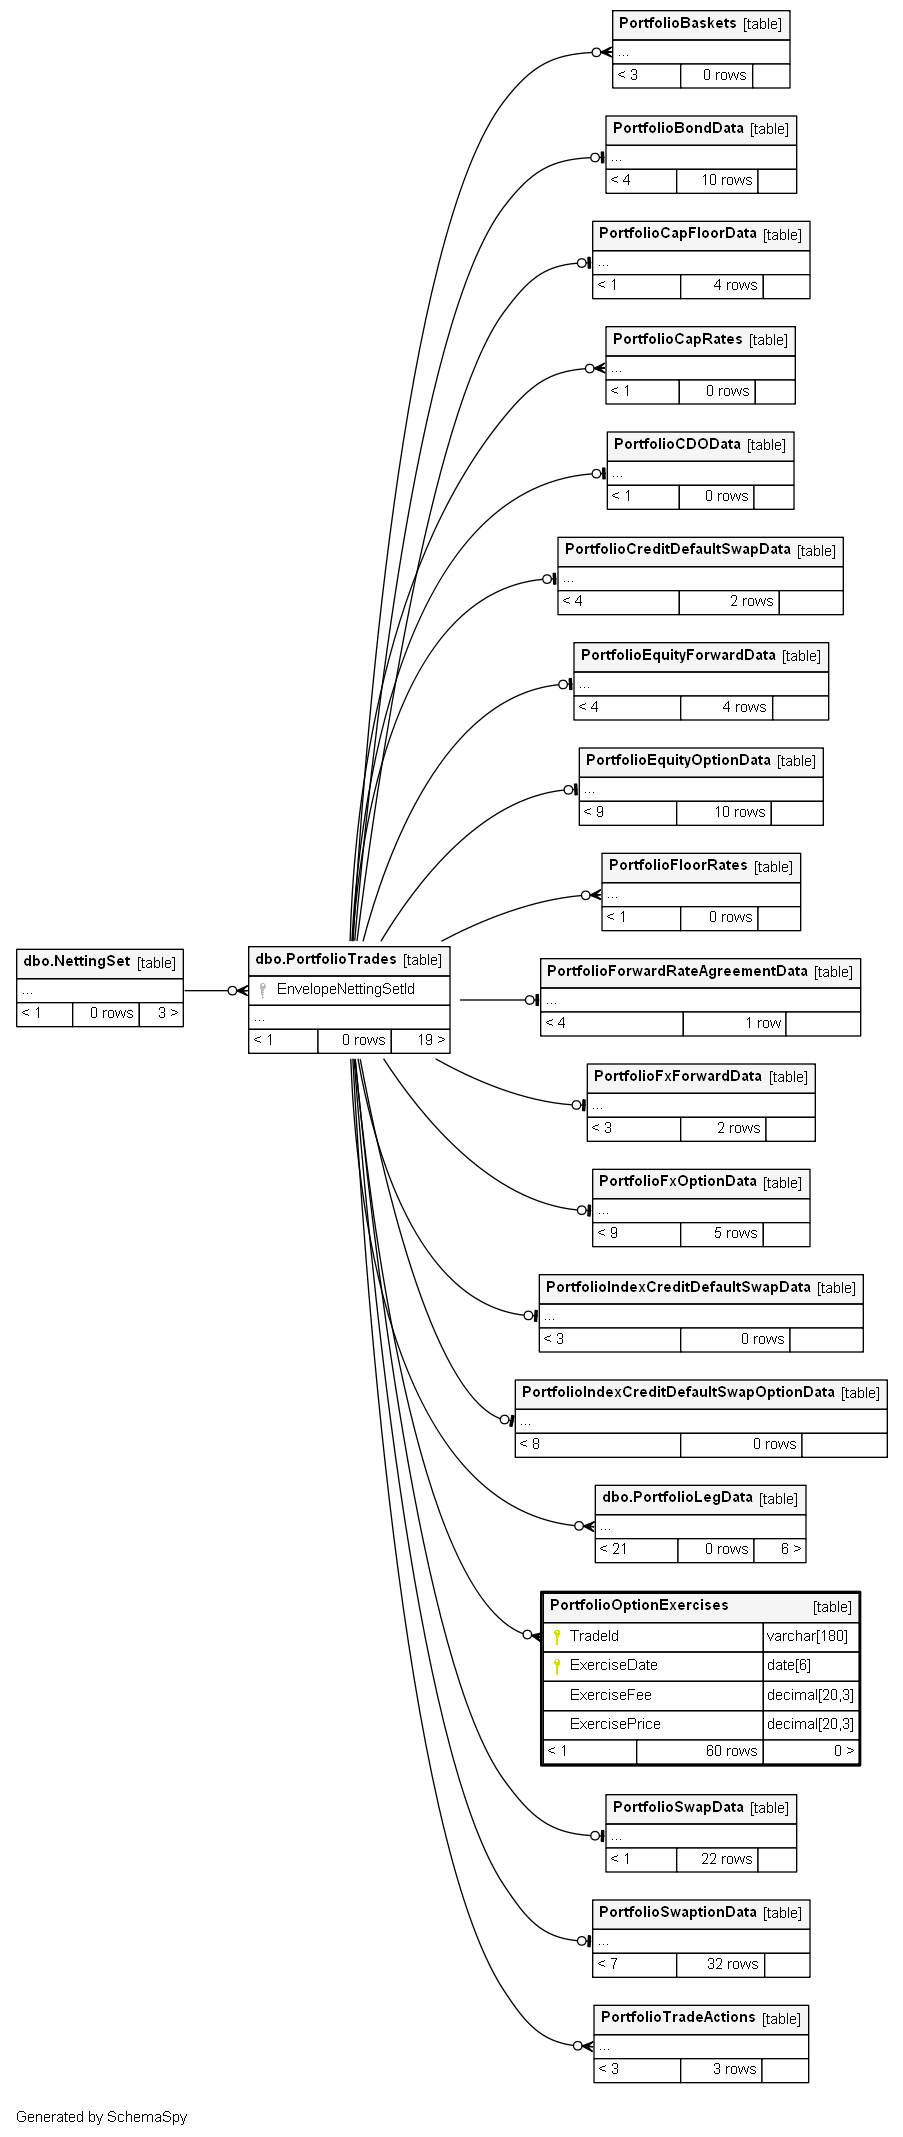 PortfolioBaskets [table]
...
< 3 0 rows
PortfolioBondData [table]
...
< 4 10 rows
PortfolioCapFloorData [table]
...
< 1 4 rows
PortfolioCapRates [table]
...
< 1 0 rows
PortfolioCDOData [table]
...
< 1 0 rows
PortfolioCreditDefaultSwapData [table]
...
< 4 2 rows
PortfolioEquityForwardData [table]
...
< 4 4 rows
PortfolioEquityOptionData [table]
...
< 9 10 rows
PortfolioFloorRates [table]
...
< 1 0 rows
dbo.NettingSet [table]
...
< 1 0 rows 3 >
dbo.PortfolioTrades [table]
EnvelopeNettingSetId
...
< 1 0 rows 19 >
PortfolioForwardRateAgreementData [table]
...
< 4 1 row
PortfolioFxForwardData [table]
...
< 3 2 rows
PortfolioFxOptionData [table]
...
< 9 5 rows
PortfolioIndexCreditDefaultSwapData [table]
...
< 3 0 rows
PortfolioIndexCreditDefaultSwapOptionData [table]
...
< 8 0 rows
dbo.PortfolioLegData [table]
...
< 21 0 rows 6 >
PortfolioOptionExercises [table]
TradeId varchar[180]
ExerciseDate date[6]
ExerciseFee decimal[20,3]
ExercisePrice decimal[20,3]
< 1 60 rows 0 >
PortfolioSwapData [table]
...
< 1 22 rows
PortfolioSwaptionData [table]
...
< 7 32 rows
PortfolioTradeActions [table]
...
< 3 3 rows
Generated by SchemaSpy